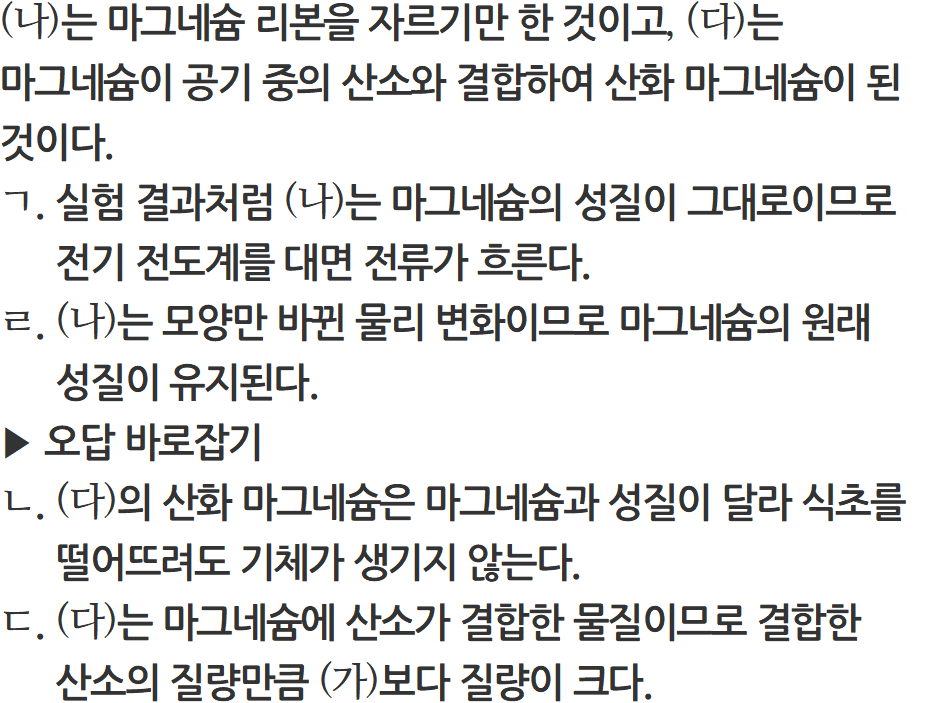 (나)는 마그네슘 리본을 자르기만 한 것이고, (다)는
마그네슘이 공기 중의 산소와 결합하여 산화 마그네슘이 된
것이다.
ㄱ. 실험 결과처럼 (나)는 마그네슘의 성질이 그대로이므로
전기 전도계를 대면 전류가 흐른다.
ㄹ. (나)는 모양만 바뀐 물리 변화이므로 마그네슘의 원래
성질이 유지된다.
▶ 오답 바로잡기
ㄴ. (다)의 산화 마그네슘은 마그네슘과 성질이 달라 식초를
떨어뜨려도 기체가 생기지 않는다.
ㄷ. (다)는 마그네슘에 산소가 결합한 물질이므로 결합한
산소의 질량만큼 (가)보다 질량이 크다.